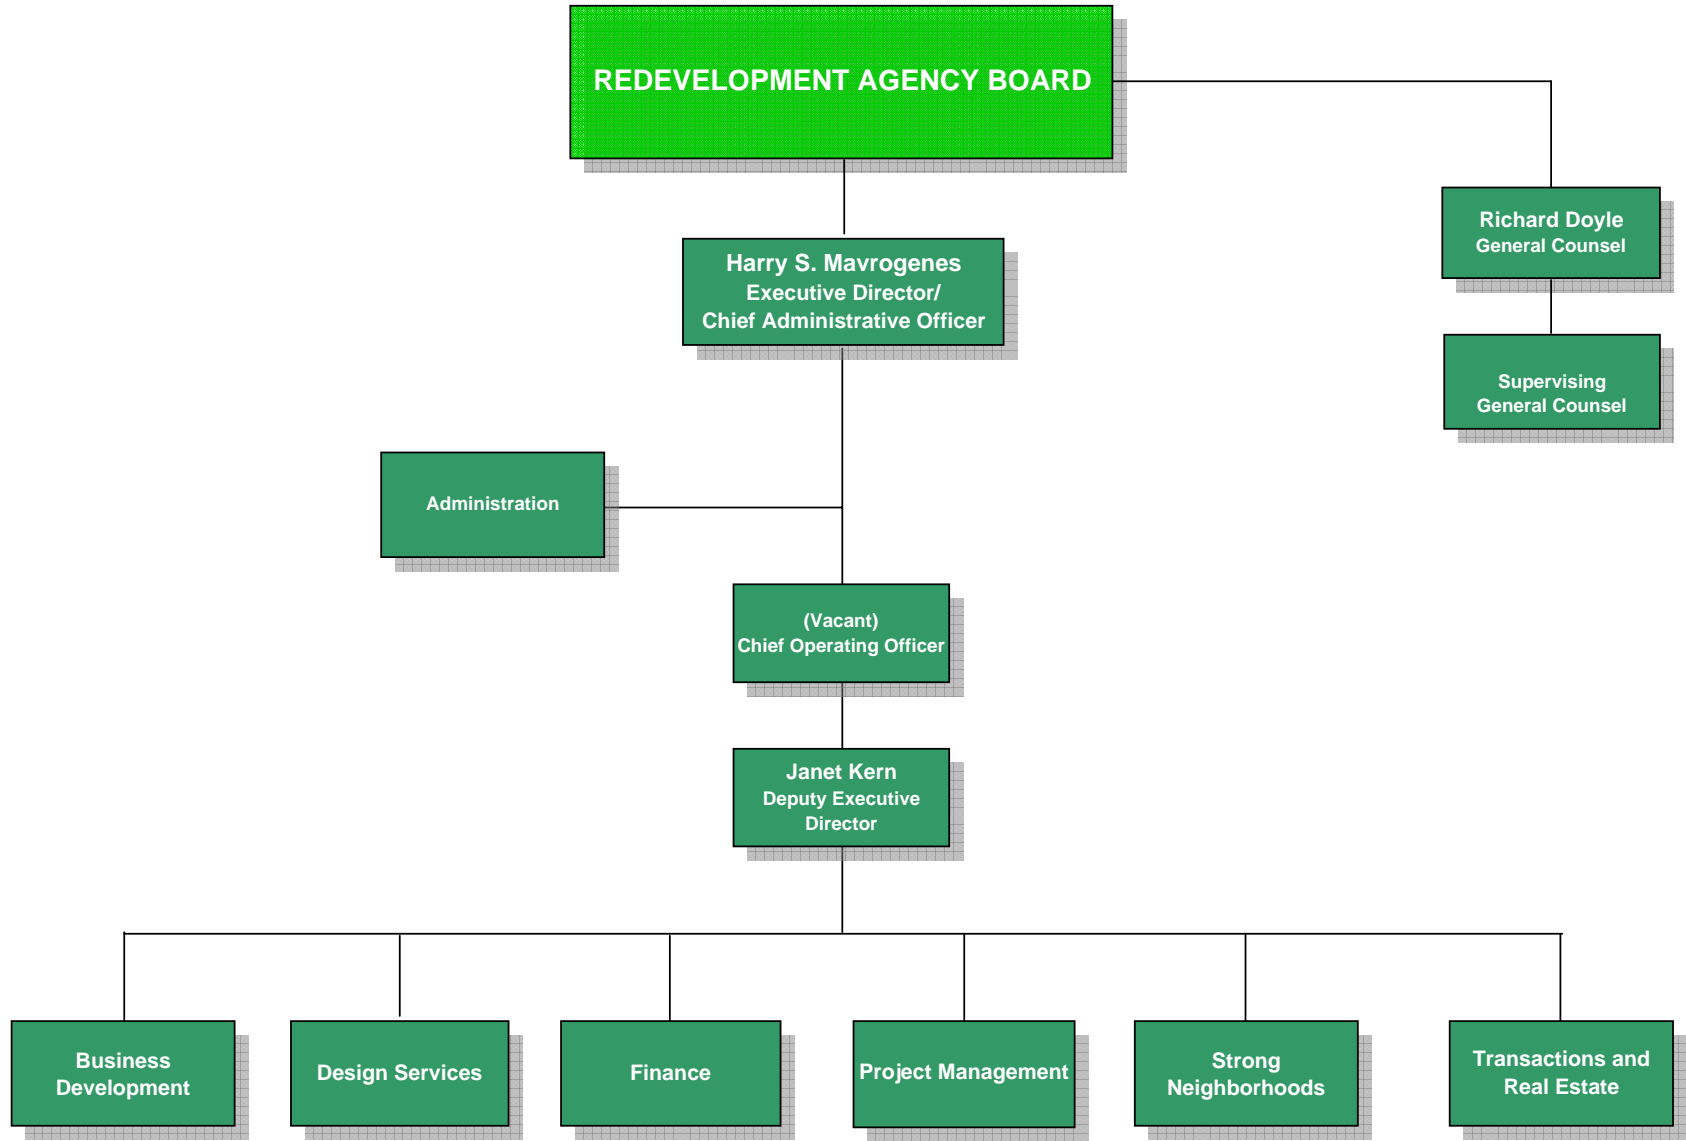 REDEVELOPMENT AGENCY BOARD
Richard Doyle
General Counsel
Harry S. Mavrogenes
Executive Director/
Chief Administrative Officer
Supervising
General Counsel
Administration
(Vacant)
Chief Operating Officer
Janet Kern
Deputy Executive
Director
Business
Development
Design Services
Finance
Project Management
Strong
Neighborhoods
Transactions and
Real Estate